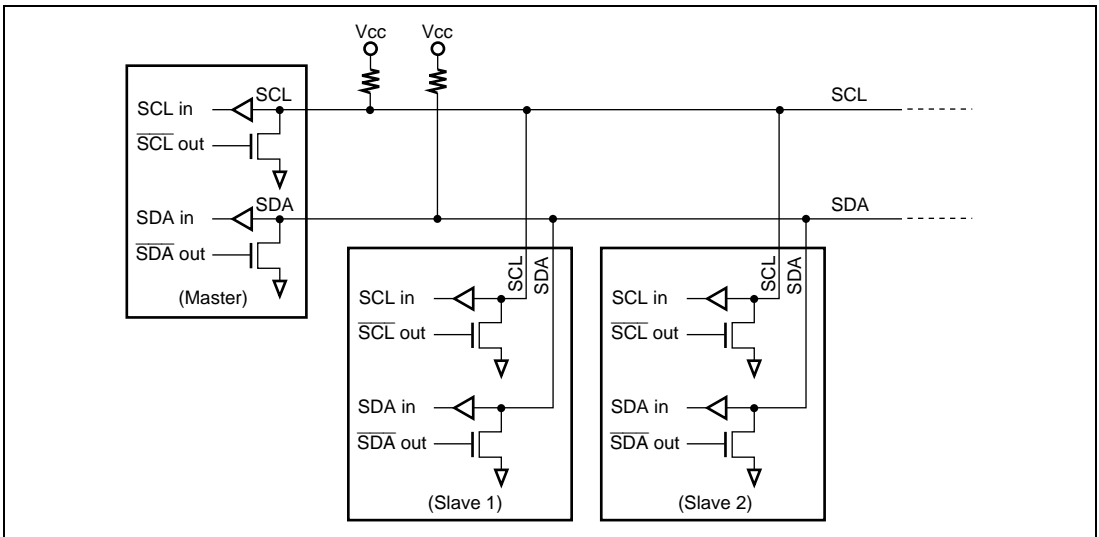 Vcc Vcc
SCL
SCL in
SCL out
SDA
SDA in
SDA out
(Master)
SCL
SDA
SCL
SDA
SCL in
SCL out
SDA in
SDA out
(Slave 1)
SCL
SDA
SCL in
SCL out
SDA in
SDA out
(Slave 2)